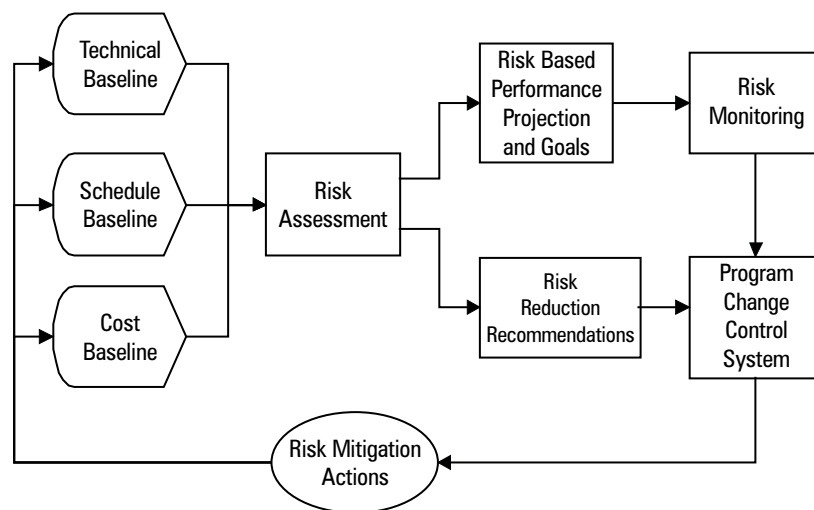 Technical
Baseline
Schedule
Baseline
Cost
Baseline
Risk
Assessment
Risk Based
Performance
Projection
and Goals
Risk
Monitoring
Risk
Reduction
Recommendations
Program
Change
Control
System
Risk Mitigation
Actions